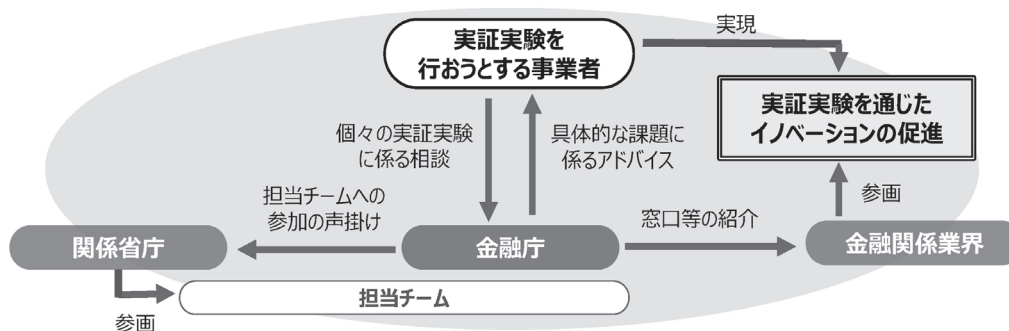 実証実験を
行おうとする事業者
実現
実証実験を通じた
イノベーションの促進
個々の実証実験
に係る相談
具体的な課題に
係るアドバイス
担当チームへの
参加の声掛け
窓口等の紹介
参画
関係省庁
金融庁
金融関係業界
担当チーム
参画